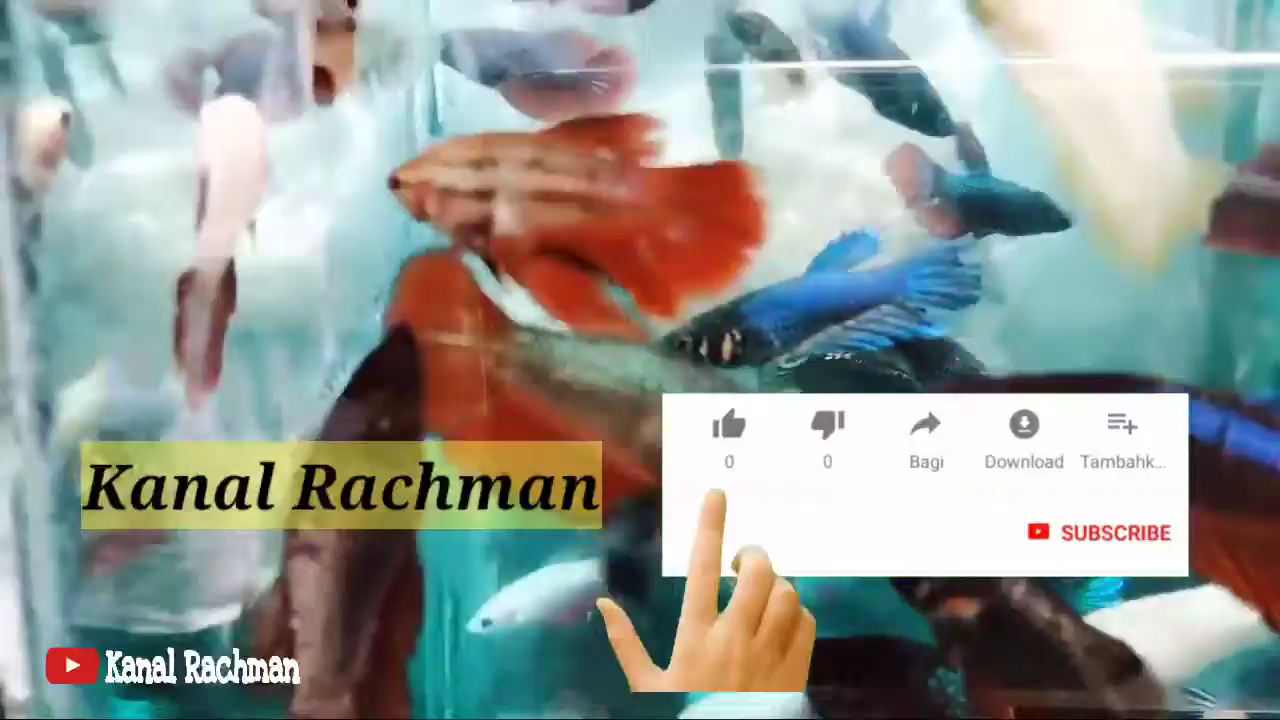 0
0
Bagi
Download
Tambahk...
Kanal Rachman
SUBSCRIBE
Kanal Rachman